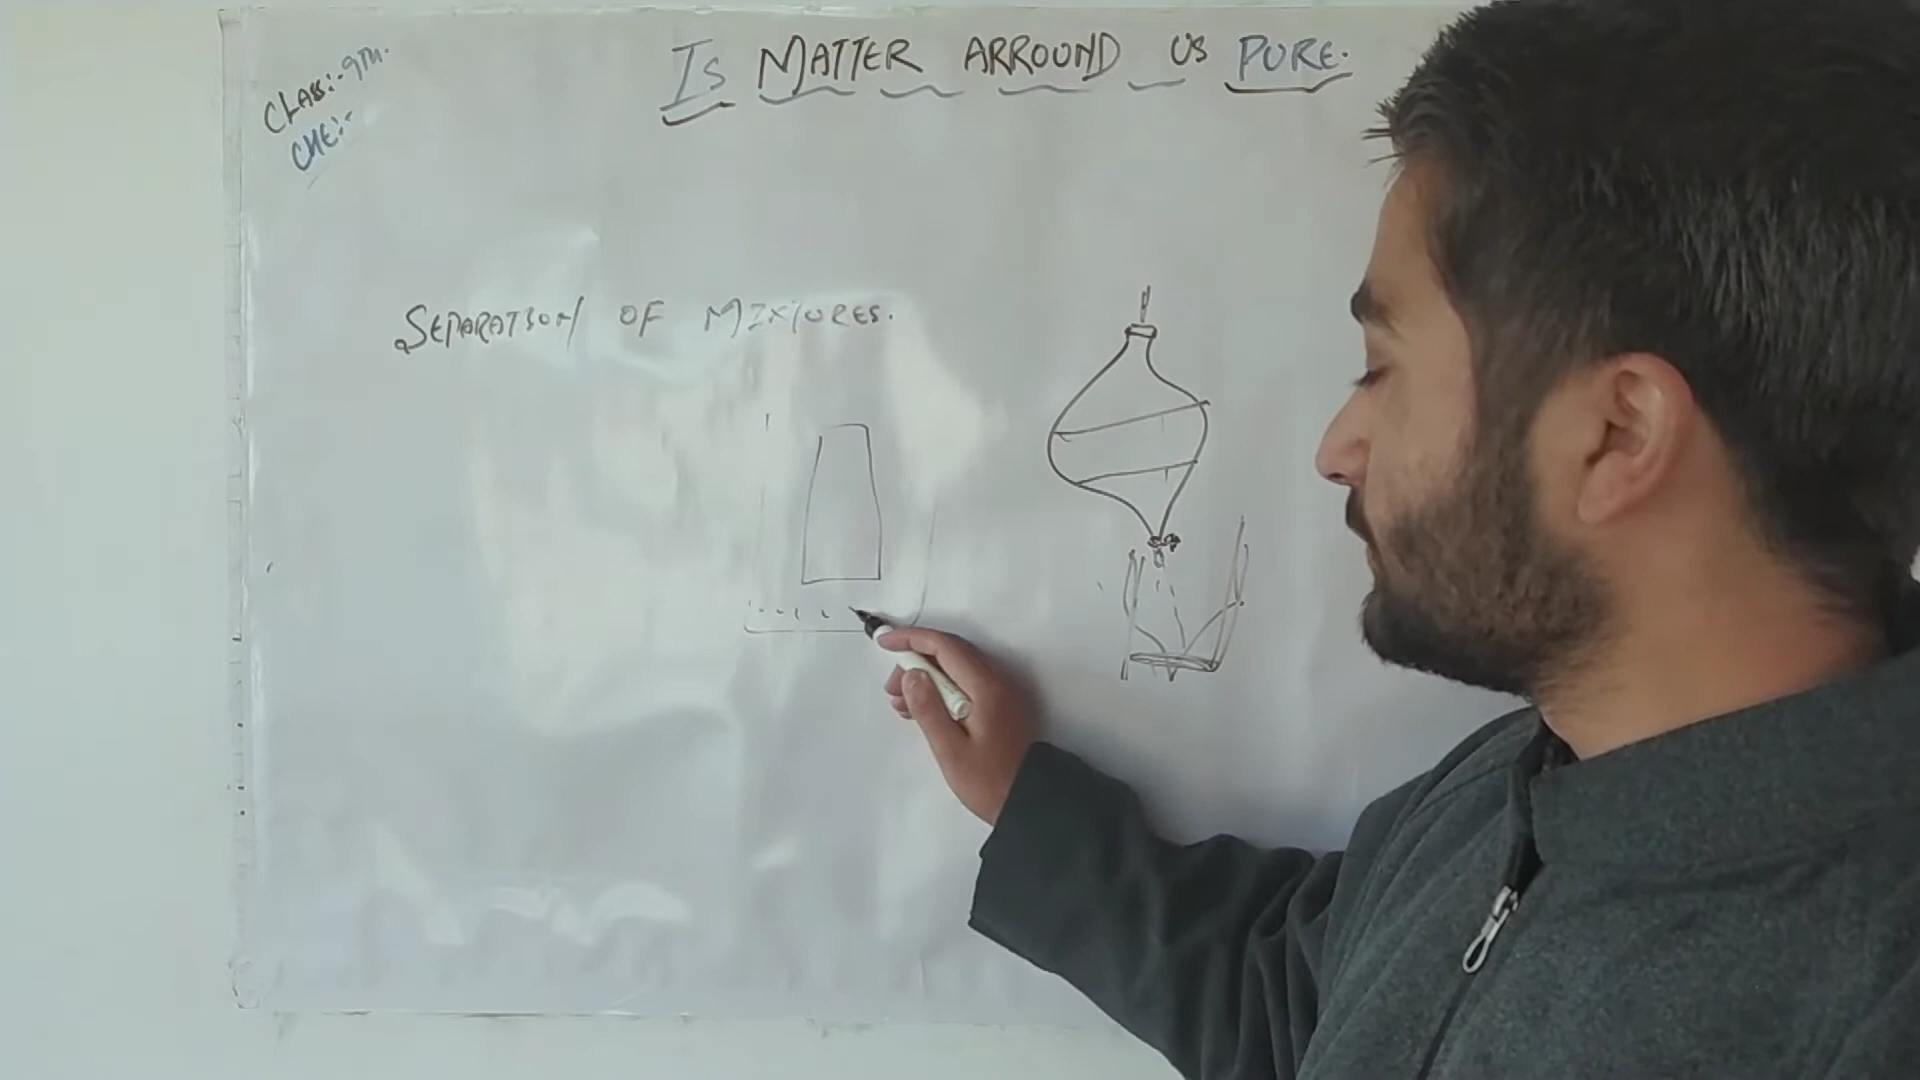 CLASS:- 9TH.
CHE:-
IS MATTER ARROUND US PURE.
SEPARATION OF MIXTURES.